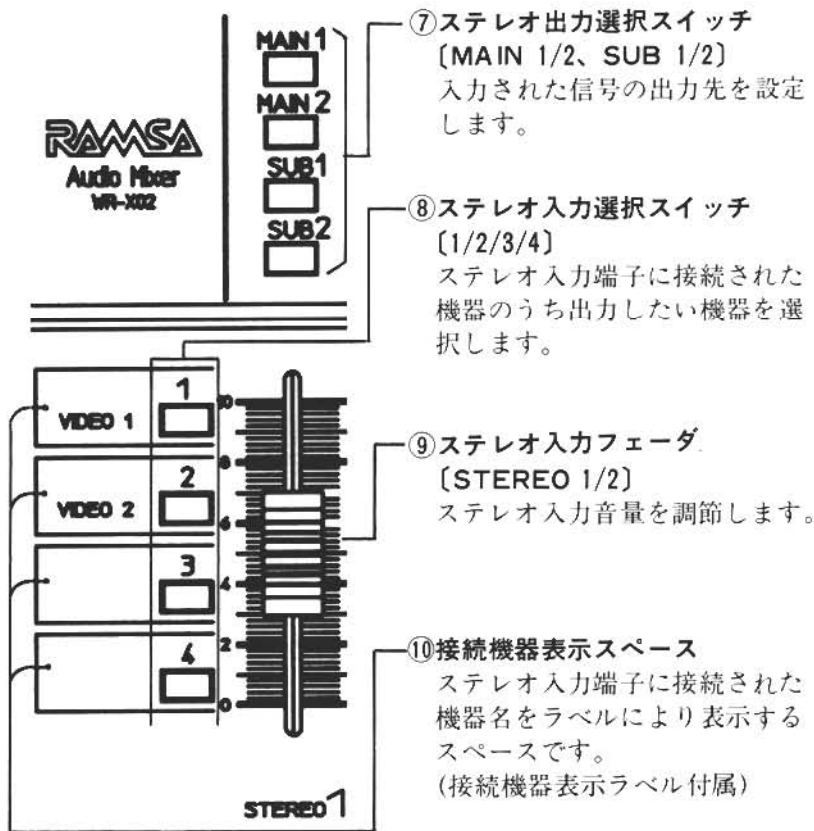 MAIN 1
MAIN 2
SUB1
SUB2
RAMSA
Audio Mixer
WR-X02
⑦ステレオ出力選択スイッチ
〔MAIN 1/2、SUB 1/2〕
入力された信号の出力先を設定
します。
⑧ステレオ入力選択スイッチ
〔1/2/3/4〕
ステレオ入力端子に接続された
機器のうち出力したい機器を選
択します。
1
VIDEO 1
2
VIDEO 2
3
4
10
8
6
4
2
0
⑨ステレオ入力フェーダ
〔STEREO 1/2〕
ステレオ入力音量を調節します。
⑩接続機器表示スペース
ステレオ入力端子に接続された
機器名をラベルにより表示する
スペースです。
(接続機器表示ラベル付属)
STEREO 1